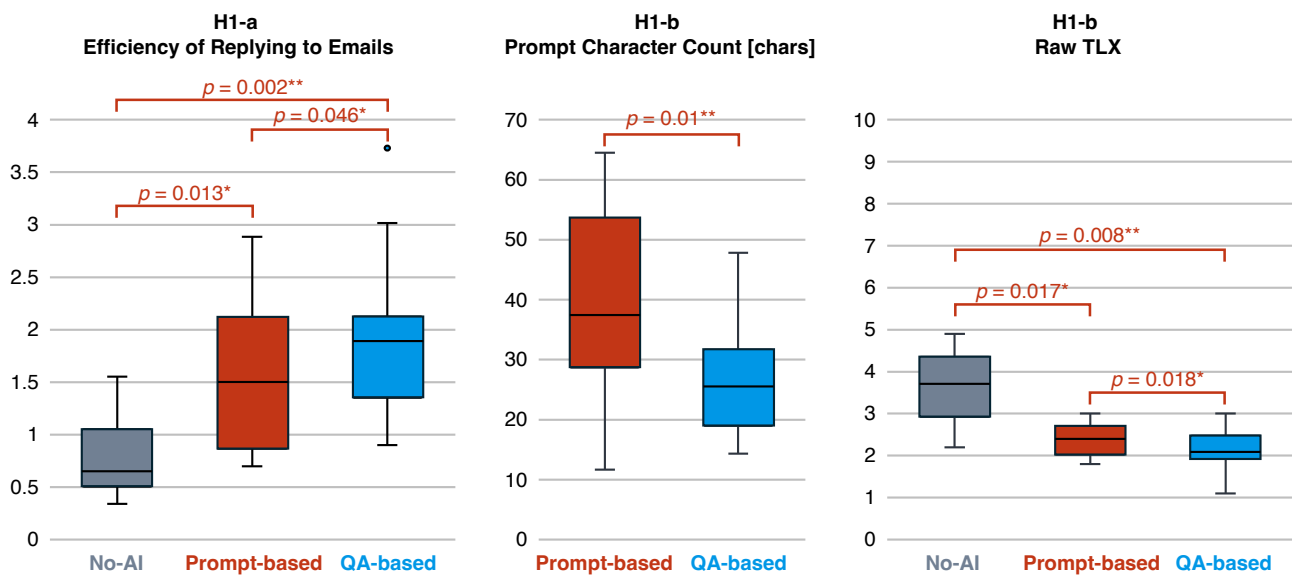 H1-a
Efficiency of Replying to Emails
p = 0.002**
p = 0.046*
p = 0.013*
4
3.5
3
2.5
2
1.5
1
0.5
0
No-AI Prompt-based QA-based
H1-b
Prompt Character Count [chars]
p = 0.01**
70
60
50
40
30
20
10
0
Prompt-based QA-based
H1-b
Raw TLX
10
9
8
7
6
5
4
3
2
1
0
p = 0.008**
p = 0.017*
p = 0.018*
No-AI Prompt-based QA-based